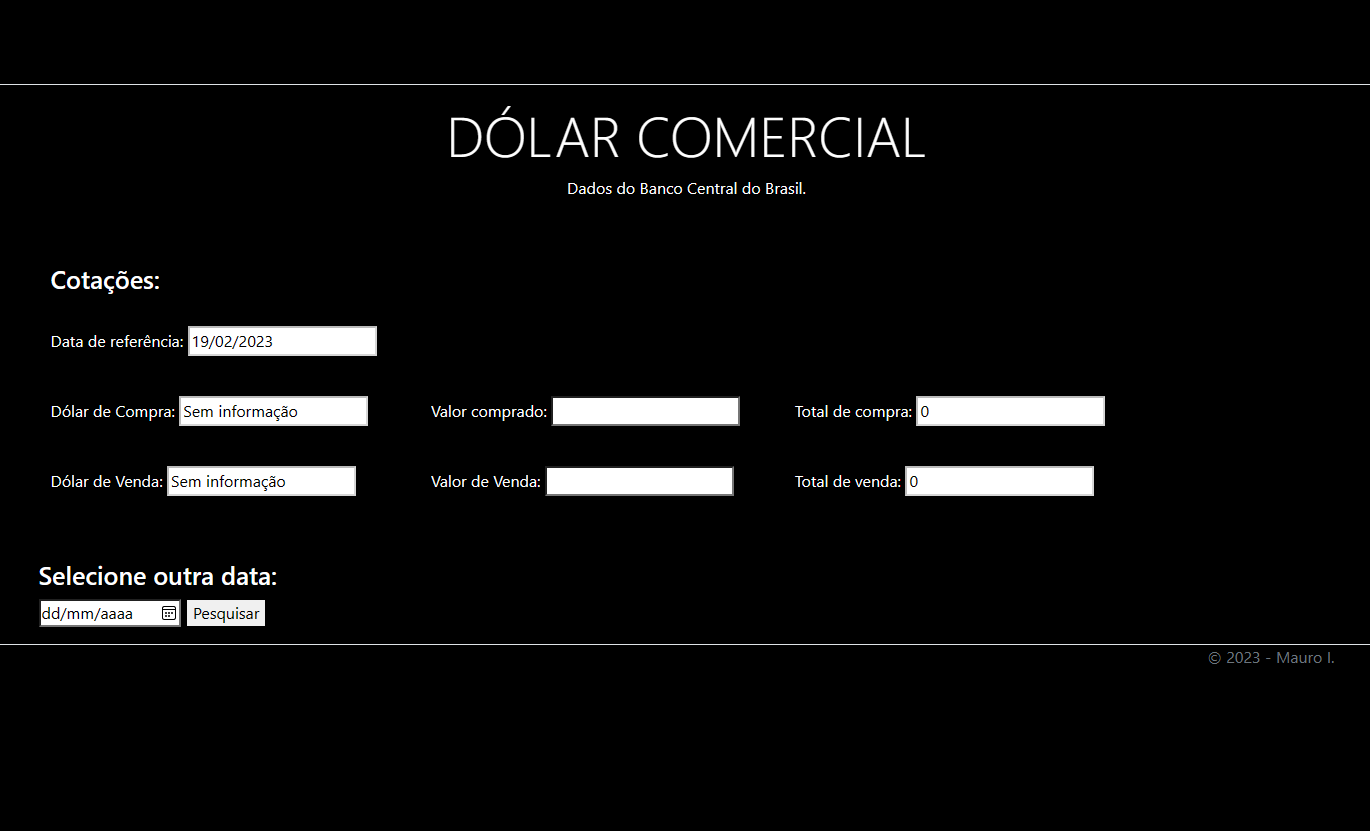 DÓLAR COMERCIAL
Dados do Banco Central do Brasil.
Cotações:
Data de referência: 19/02/2023
Dólar de Compra: Sem informação Valor comprado: Total de compra: 0
Dólar de Venda: Sem informação Valor de Venda: Total de venda: 0
Selecione outra data:
dd/mm/aaaa Pesquisar
© 2023 - Mauro I.